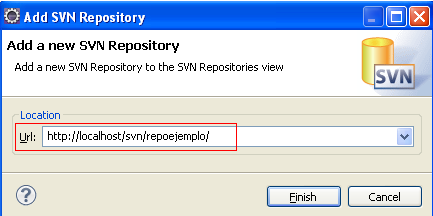 Add SVN Repository
Add a new SVN Repository
Add a new SVN Repository to the SVN Repositories view
SVN
Location
Url: http://localhost/svn/repoejemplo/
?
Finish
Cancel